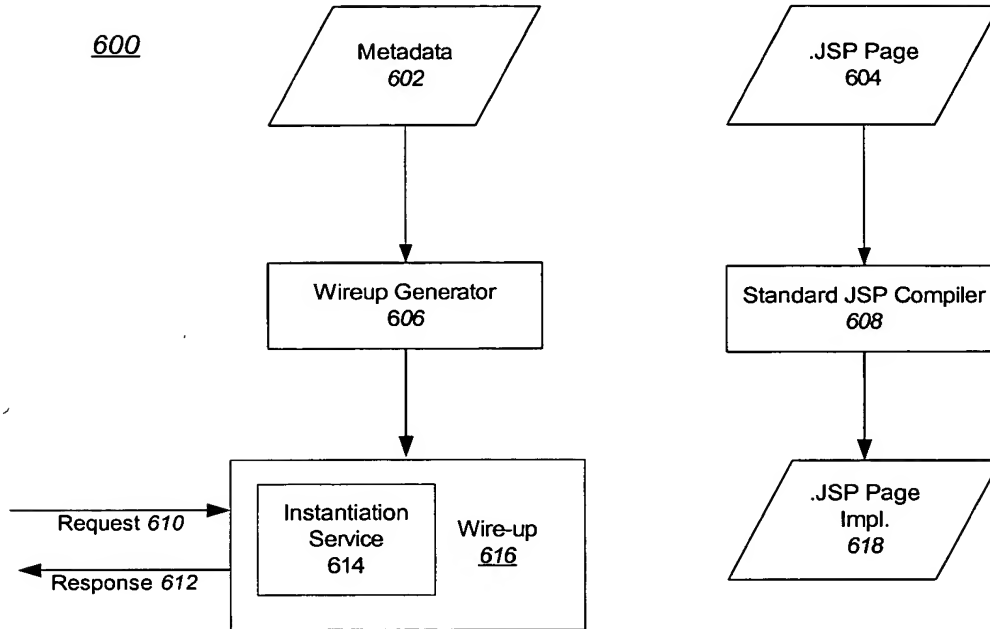 600
Metadata
602
.JSP Page
604
Wireup Generator
606
Standard JSP Compiler
608
Request 610
Response 612
Instantiation
Service
614
Wire-up
616
.JSP Page
Impl.
618